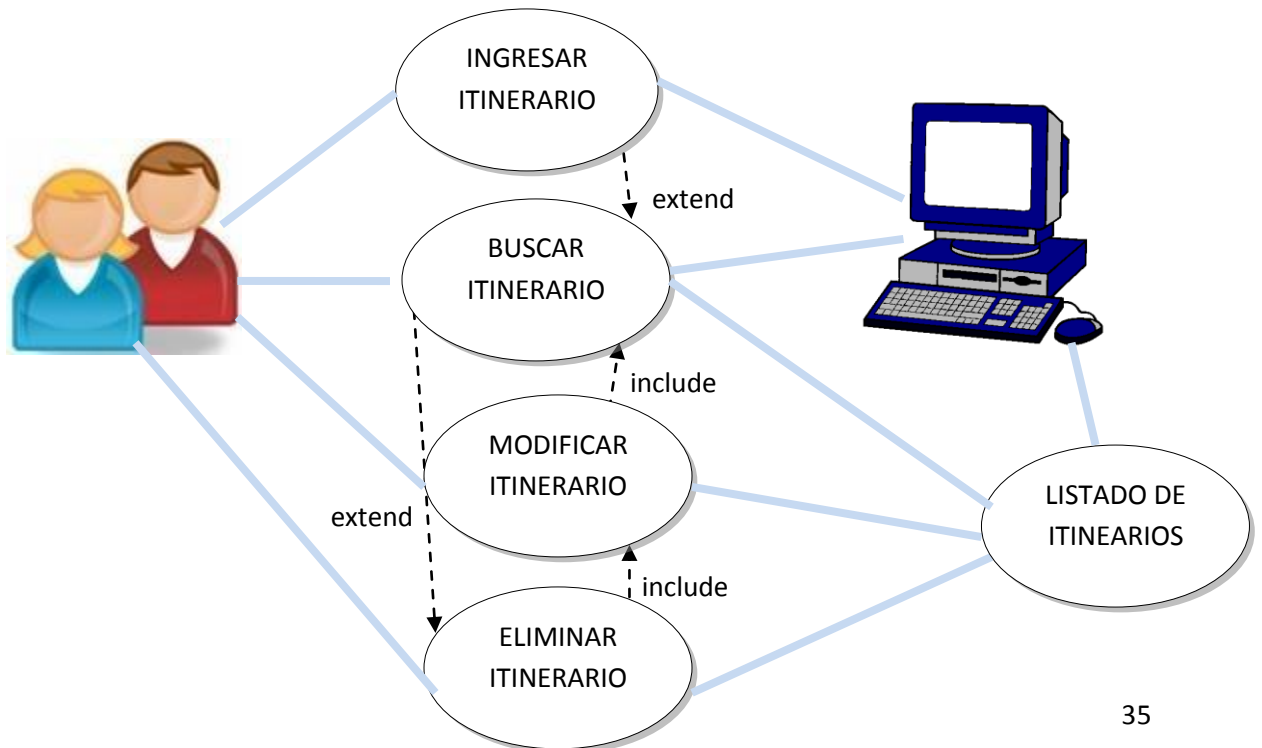 INGRESAR
ITINERARIO
extend
BUSCAR
ITINERARIO
include
MODIFICAR
ITINERARIO
extend
LISTADO DE
ITINEARIOS
include
ELIMINAR
ITINERARIO
35